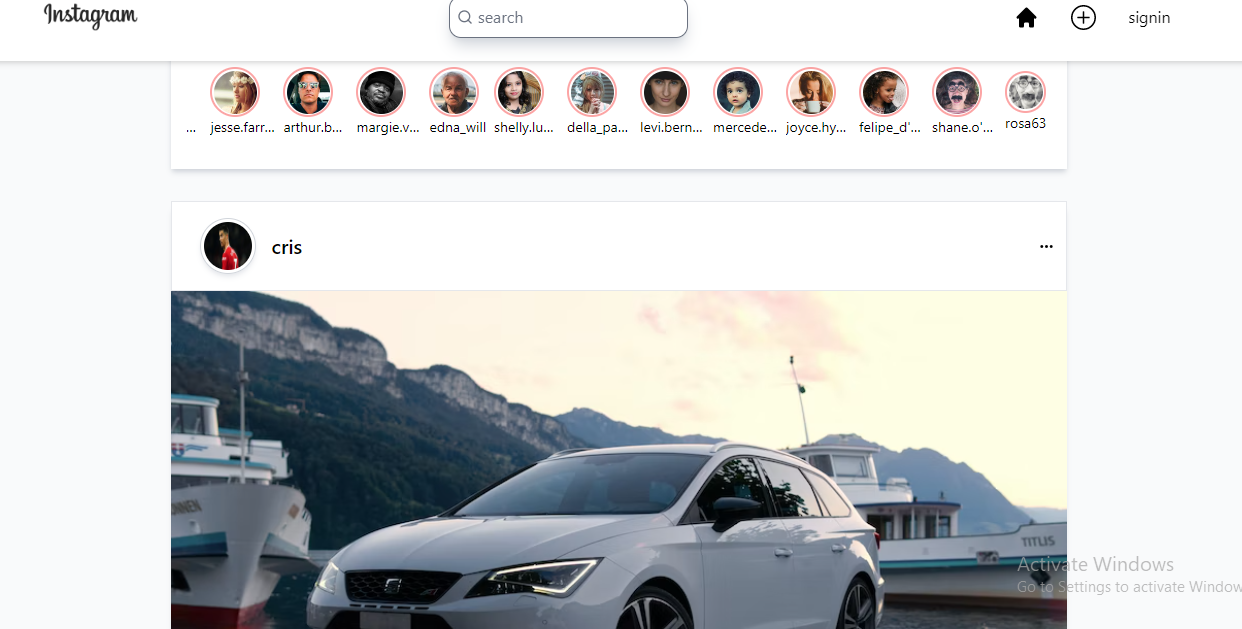 Instagram
search
signin
...
jesse.farr...
arthur.b...
margie.v...
edna_will
shelly.lu...
della_pa...
levi.bern...
mercede...
joyce.hy...
felipe_d'...
shane.o'...
rosa63
cris
TITLIS
Activate Windows
Go to Settings to activate Window